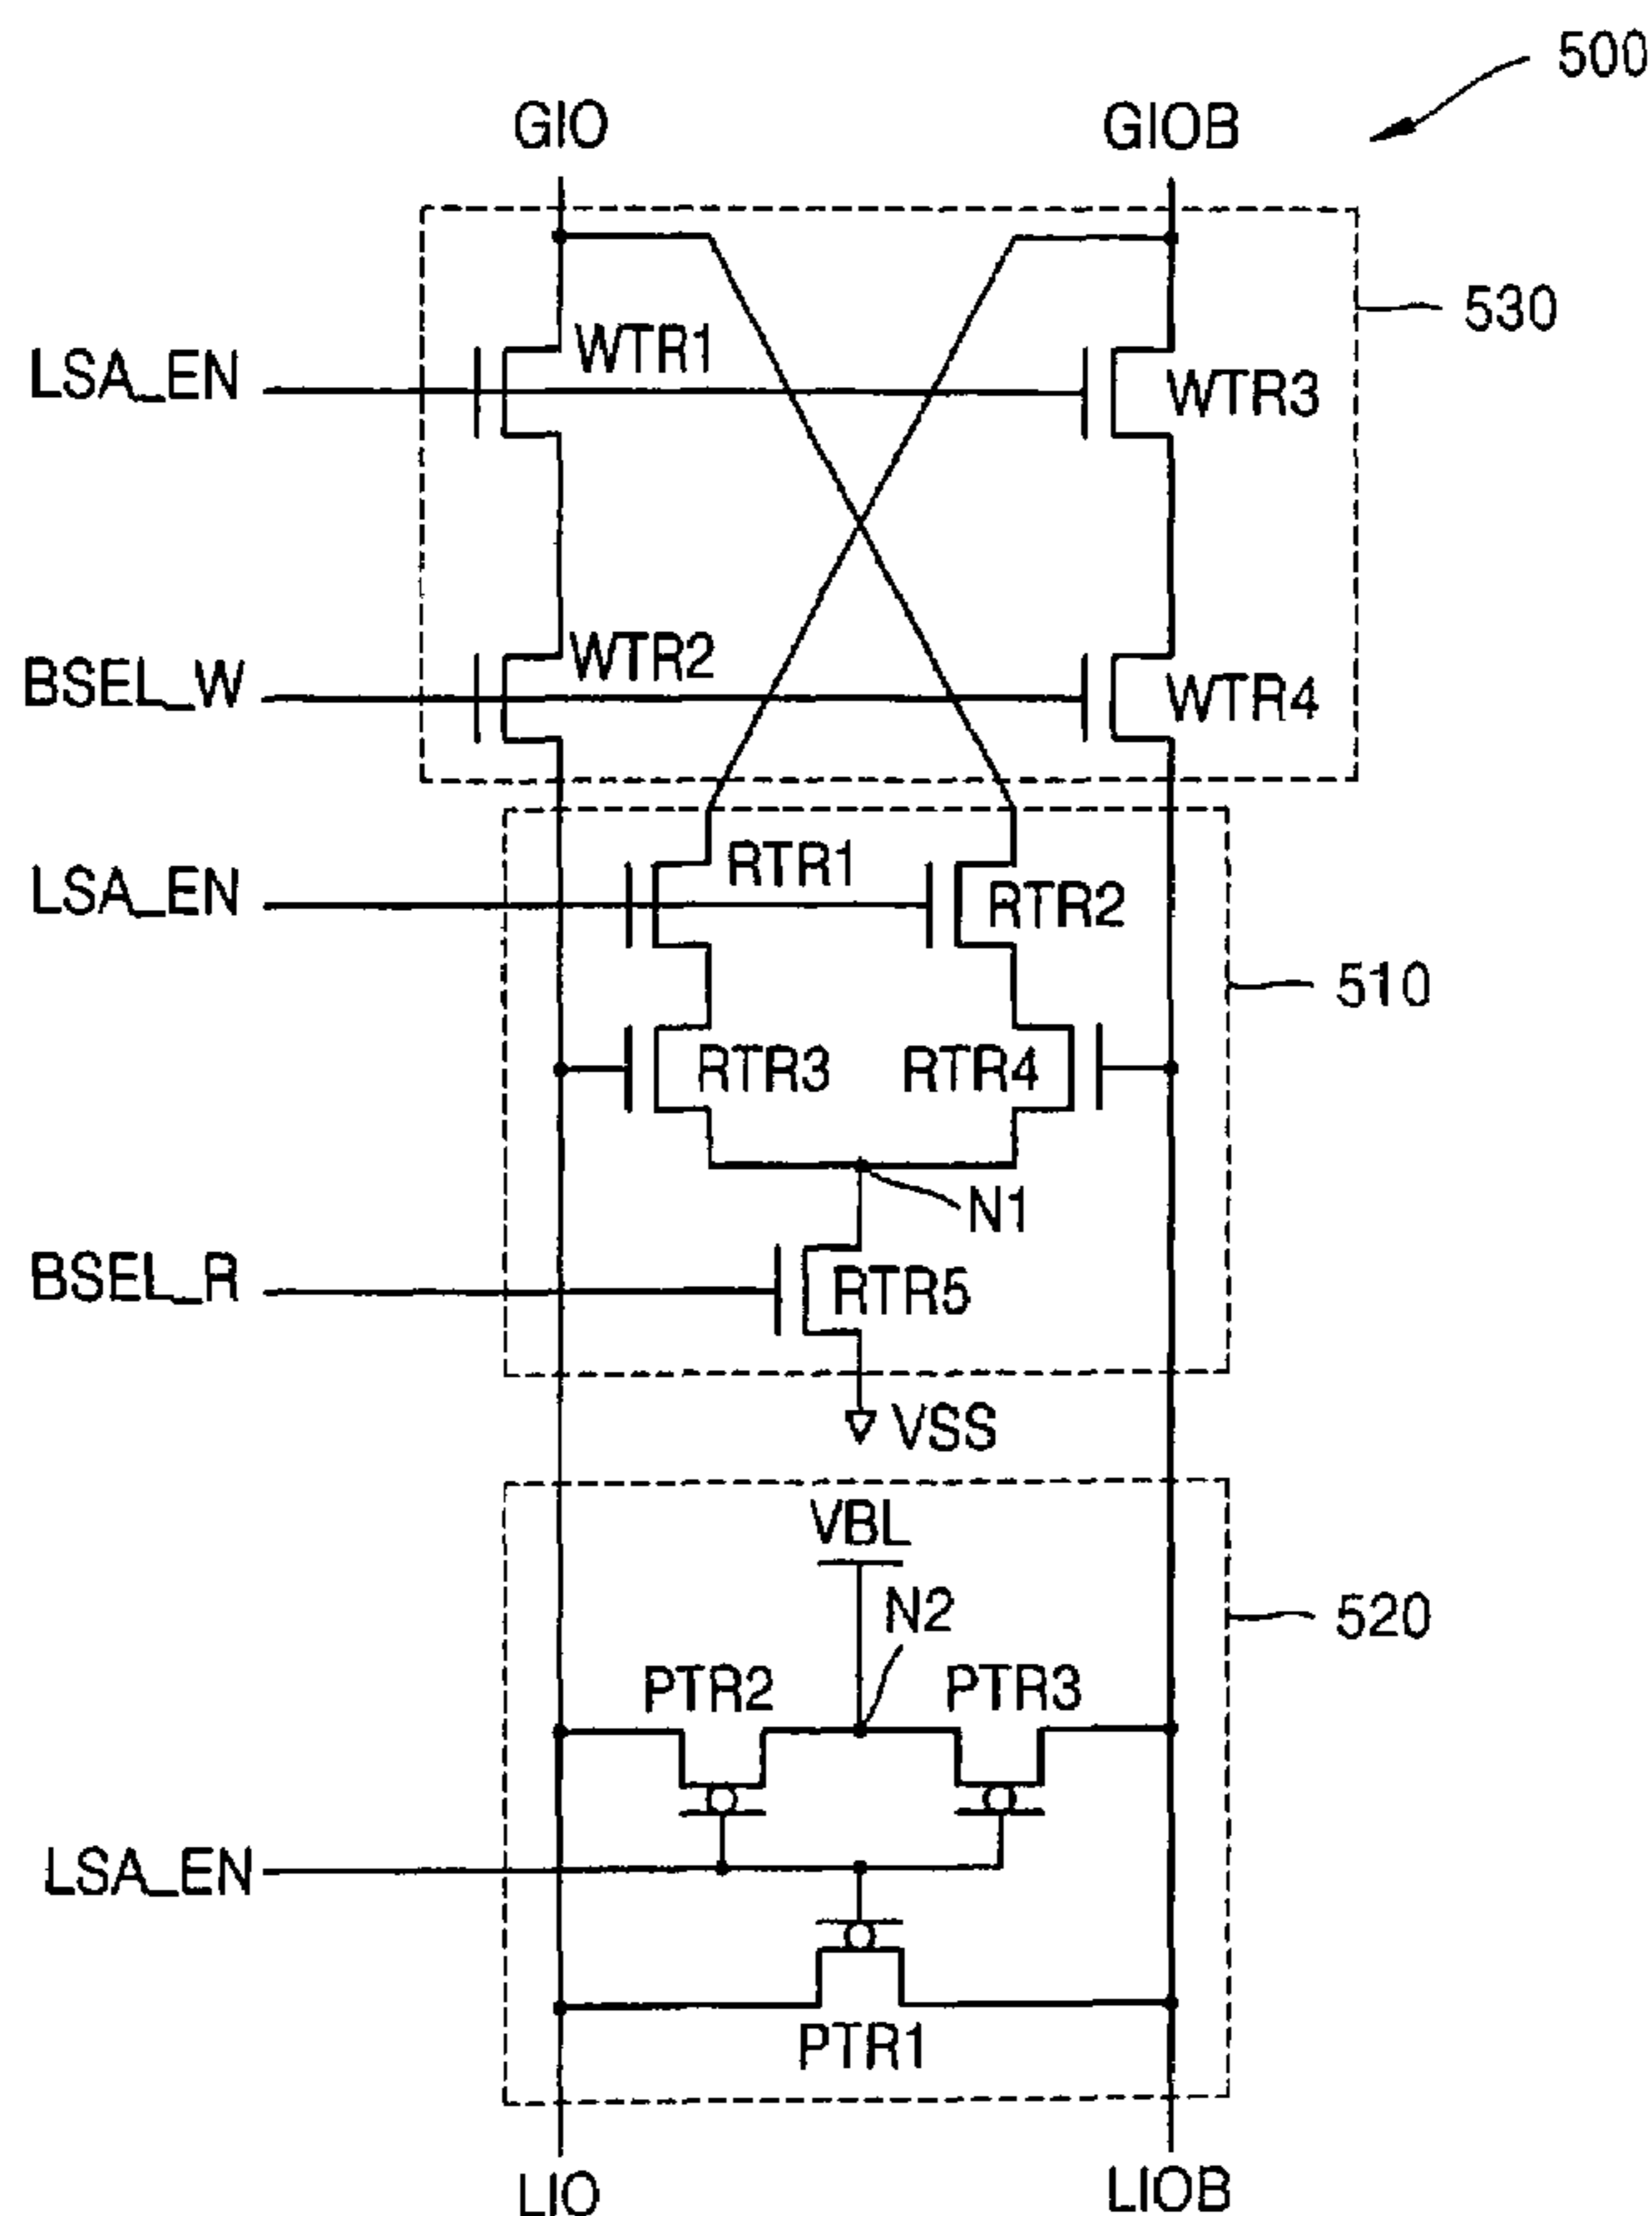 500
GIO GIOB
530
WTR1
LSA_EN WTR3
WTR2
BSEL_W WTR4
RTR1
LSA_EN RTR2
510
RTR3 RTR4
N1
BSEL_R RTR5
VSS
VBL
N2
520
PTR2 PTR3
LSA_EN
PTR1
LIO LIOB